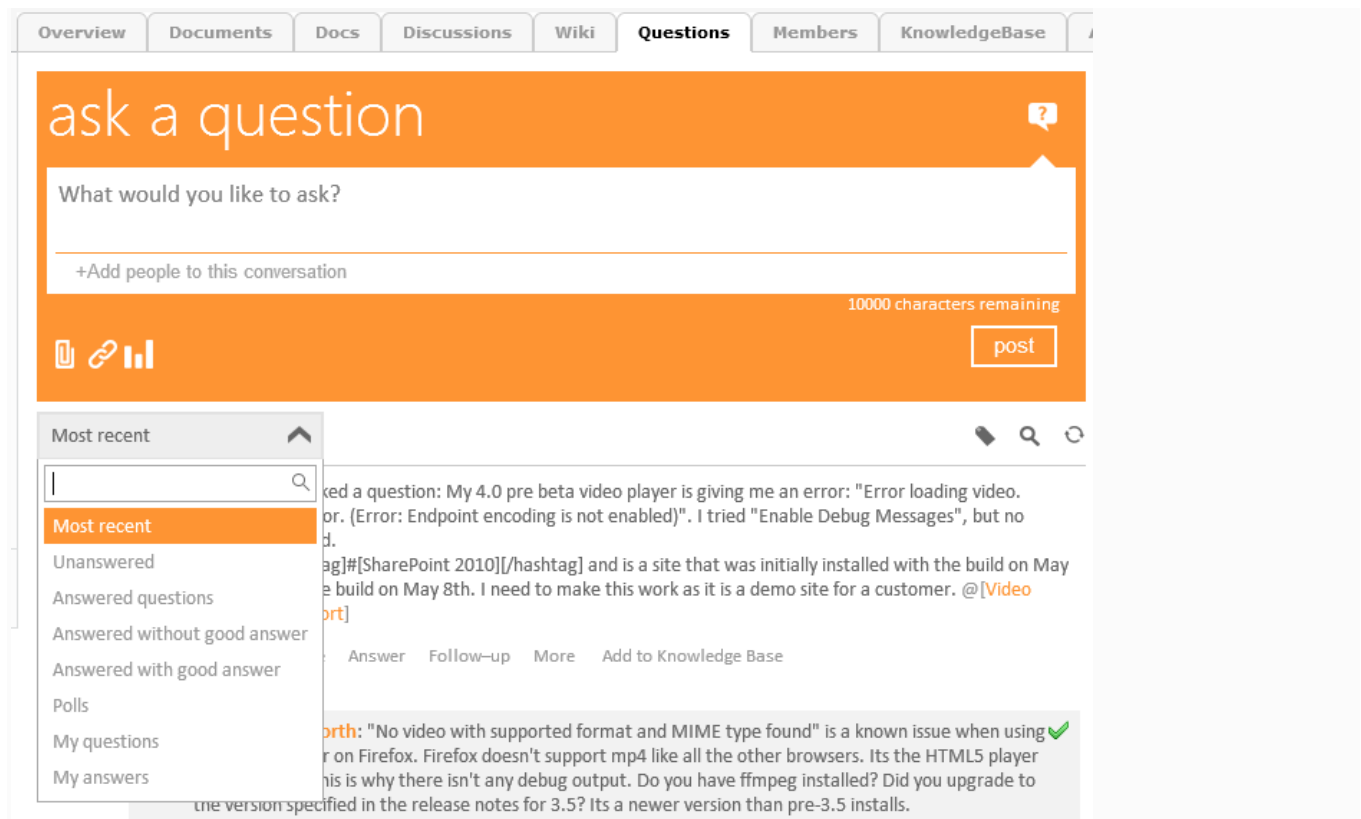 Overview Documents Docs Discussions Wiki Questions Members KnowledgeBase
ask a question
?
What would you like to ask?
+Add people to this conversation
10000 characters remaining
post
Most recent
Most recent
Unanswered
Answered questions
Answered without good answer
Answered with good answer
Polls
My questions
My answers
ked a question: My 4.0 pre beta video player is giving me an error: "Error loading video.
or. (Error: Endpoint encoding is not enabled)". I tried "Enable Debug Messages", but no
d.
ag]#[SharePoint 2010][/hashtag] and is a site that was initially installed with the build on May
e build on May 8th. I need to make this work as it is a demo site for a customer. @[Video
ort]
Answer Follow–up More Add to Knowledge Base
orth: "No video with supported format and MIME type found" is a known issue when using
r on Firefox. Firefox doesn't support mp4 like all the other browsers. Its the HTML5 player
his is why there isn't any debug output. Do you have ffmpeg installed? Did you upgrade to
the version specified in the release notes for 3.5? Its a newer version than pre-3.5 installs.